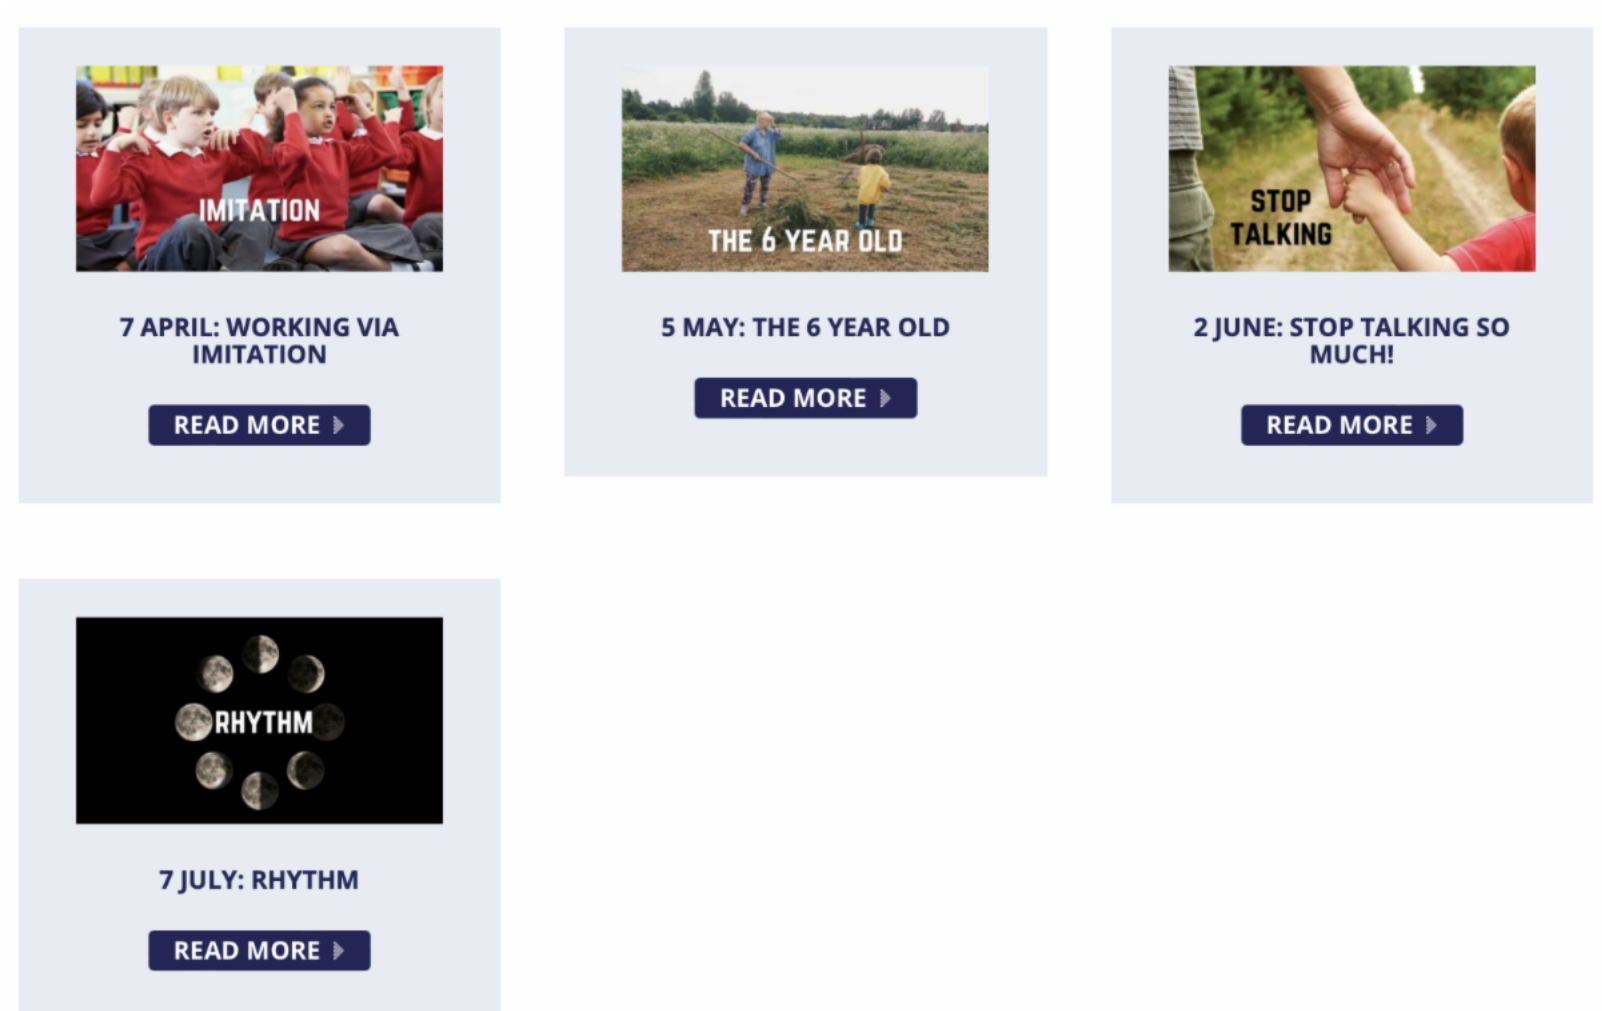 IMITATION
7 APRIL: WORKING VIA
IMITATION
READ MORE
THE 6 YEAR OLD
5 MAY: THE 6 YEAR OLD
READ MORE
STOP
TALKING
2 JUNE: STOP TALKING SO
MUCH!
READ MORE
RHYTHM
7 JULY: RHYTHM
READ MORE